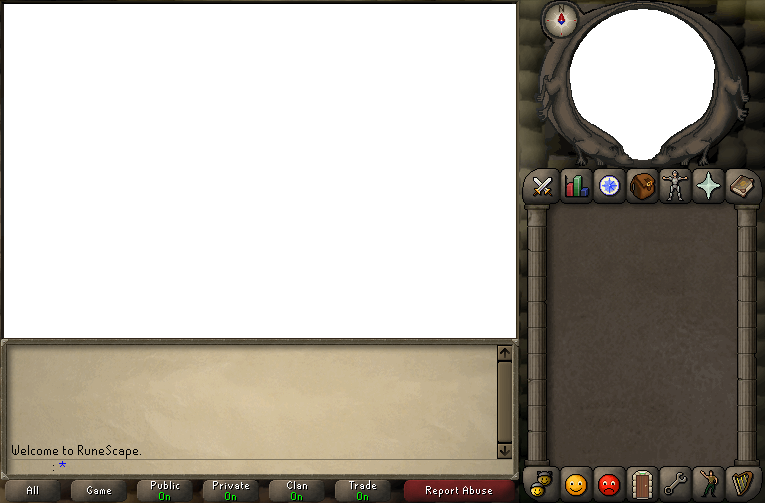 N
Welcome to RuneScape.
: *
All
Game
Public
On
Private
On
Clan
On
Trade
On
Report Abuse